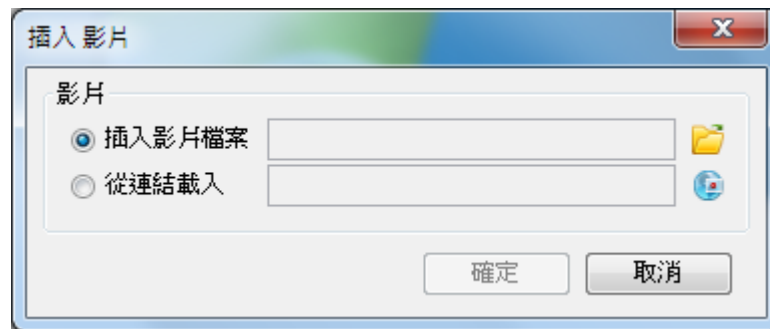 插入 影片
影片
插入影片檔案
從連結載入
確定 取消